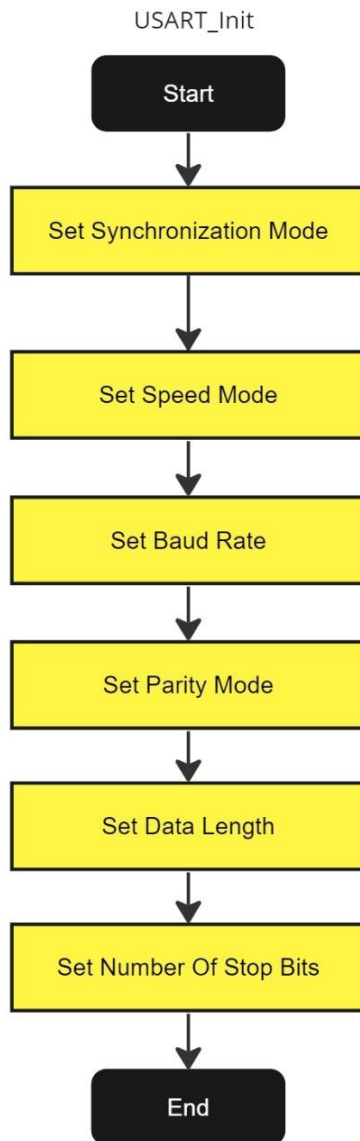 USART_Init
Start
Set Synchronization Mode
Set Speed Mode
Set Baud Rate
Set Parity Mode
Set Data Length
Set Number Of Stop Bits
End